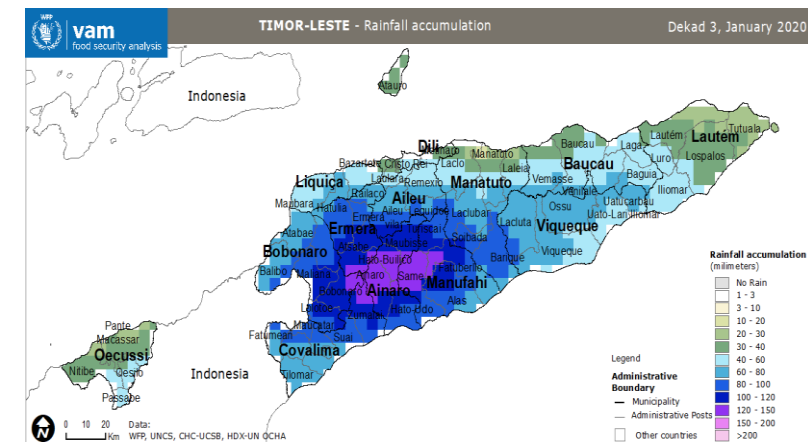 WFP
vam
food security analysis
TIMOR-LESTE - Rainfall accumulation
Dekad 3, January 2020
Indonesia
Atauro
Dili
Bazartete
Cristo Rei
Laclo
Manatuto
Laleia
Baucau
Laga
Lautém
Lautem
Tutuala
Luro
Lospalos
Baucau
Vemasse
Baguia
Iliomar
Liquiça
Railaco
Remexio
Manatuto
Venilale
Aileu
Maubara
Hatulia
Ermera
Aileu
Laclubar
Lacluta
Ossu
Uatucarbau
Uato-Lari
Iliomar
Ermera
Turiscai
Viqueque
Atabae
Atsabe
Maubisse
Soibada
Bobonaro
Hato-Builico
Barique
Viqueque
Balibo
Maliana
Ainaro
Same
Fatuberlio
Manufahi
Bobonaro
Ainaro
Alas
Lolotoe
Zumalai
Hato-Udo
Maucatar
Fatumean
Suai
Covalima
Tilomar
Pante
Macassar
Oecussi
Nitibe
Oesilo
Passabe
Indonesia
Rainfall accumulation
(milimeters)
No Rain
1 - 3
3 - 10
10 - 20
20 - 30
30 - 40
40 - 60
60 - 80
80 - 100
100 - 120
120 - 150
150 - 200
>200
Legend
Administrative
Boundary
Municipality
Administrative Posts
Other countries
N
0 10 20
Km
Data:
WFP, UNCS, CHC-UCSB, HDX-UN OCHA